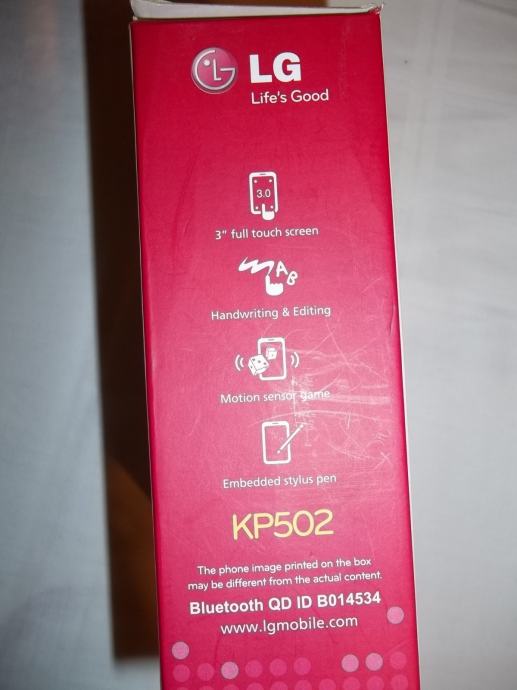 LG
Life's Good
3.0
3" full touch screen
AB
Handwriting & Editing
Motion sensor game
Embedded stylus pen
KP502
The phone image printed on the box
may be different from the actual content.
Bluetooth QD ID B014534
www.lgmobile.com